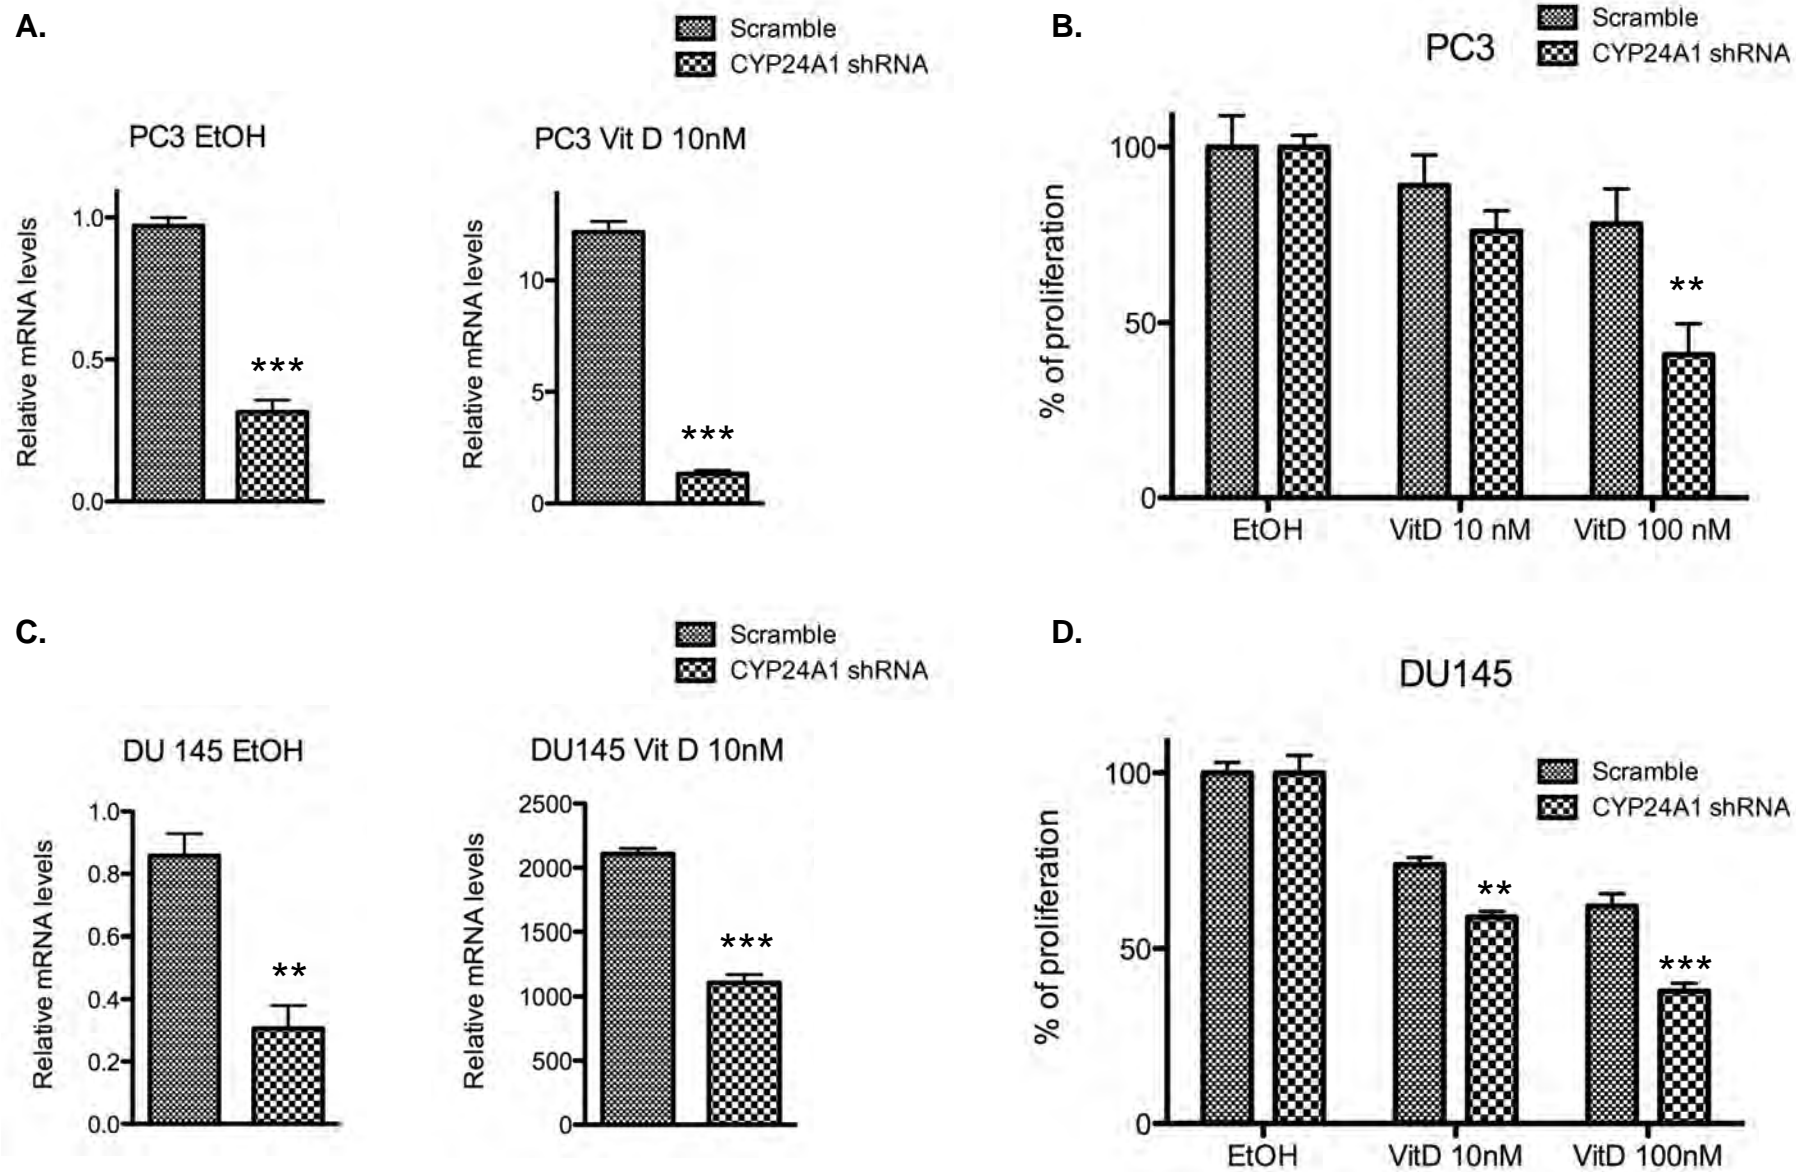 A.
Scramble
CYP24A1 shRNA
PC3 EtOH
Relative mRNA levels
1.0
0.5
0.0
***
PC3 Vit D 10nM
Relative mRNA levels
10
5
0
***
B.
PC3
Scramble
CYP24A1 shRNA
% of proliferation
100
50
0
**
EtOH
VitD 10 nM
VitD 100 nM
C.
Scramble
CYP24A1 shRNA
DU 145 EtOH
Relative mRNA levels
1.0
0.8
0.6
0.4
0.2
0.0
**
DU145 Vit D 10nM
Relative mRNA levels
2500
2000
1500
1000
500
0
***
D.
DU145
Scramble
CYP24A1 shRNA
% of proliferation
100
50
0
**
***
EtOH
VitD 10nM
VitD 100nM